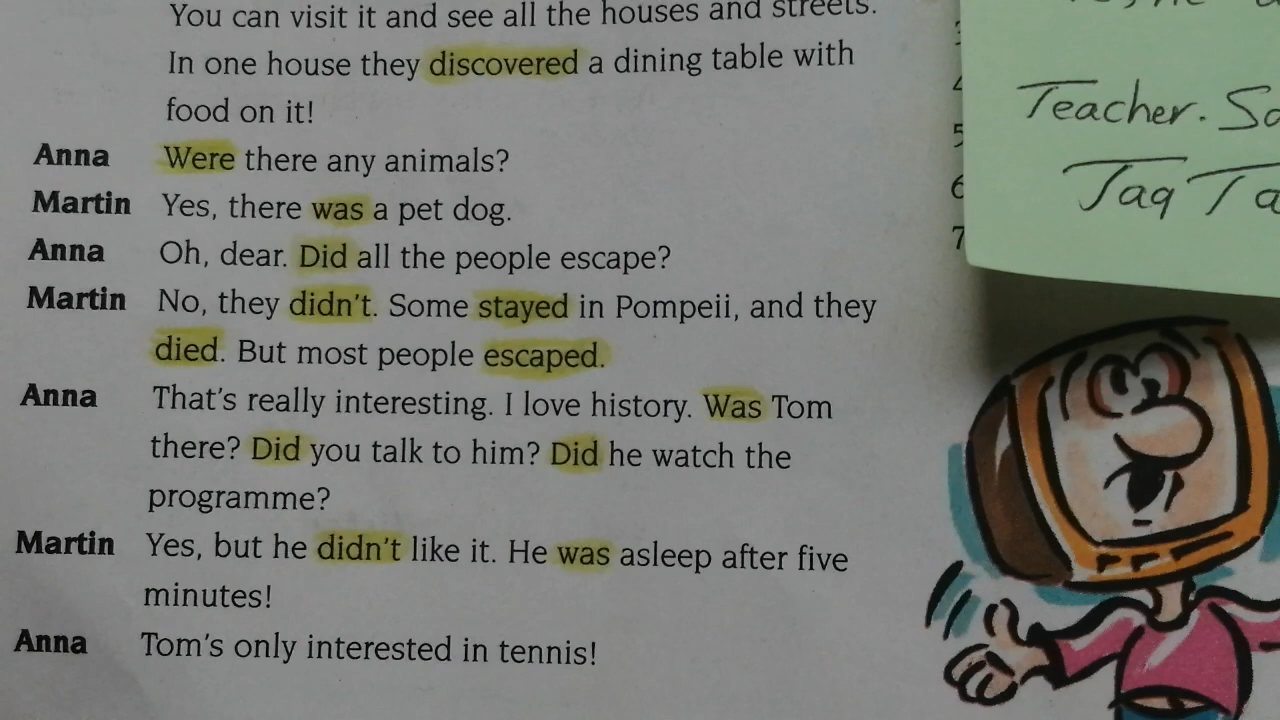 You can visit it and see all the houses and streets.
In one house they discovered a dining table with
food on it!
Anna Were there any animals?
Martin Yes, there was a pet dog.
Anna Oh, dear. Did all the people escape?
Martin No, they didn't. Some stayed in Pompeii, and they
died. But most people escaped.
Anna That's really interesting. I love history. Was Tom
there? Did you talk to him? Did he watch the
programme?
Martin Yes, but he didn't like it. He was asleep after five
minutes!
Anna Tom's only interested in tennis!
5
6
7
Teacher.